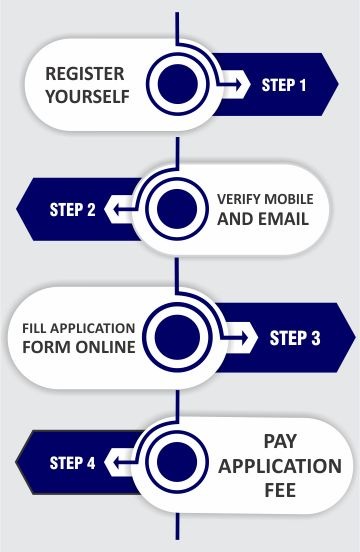 REGISTER
YOURSELF
STEP 1
STEP 2
VERIFY MOBILE
AND EMAIL
FILL APPLICATION
FORM ONLINE
STEP 3
STEP 4
PAY
APPLICATION
FEE